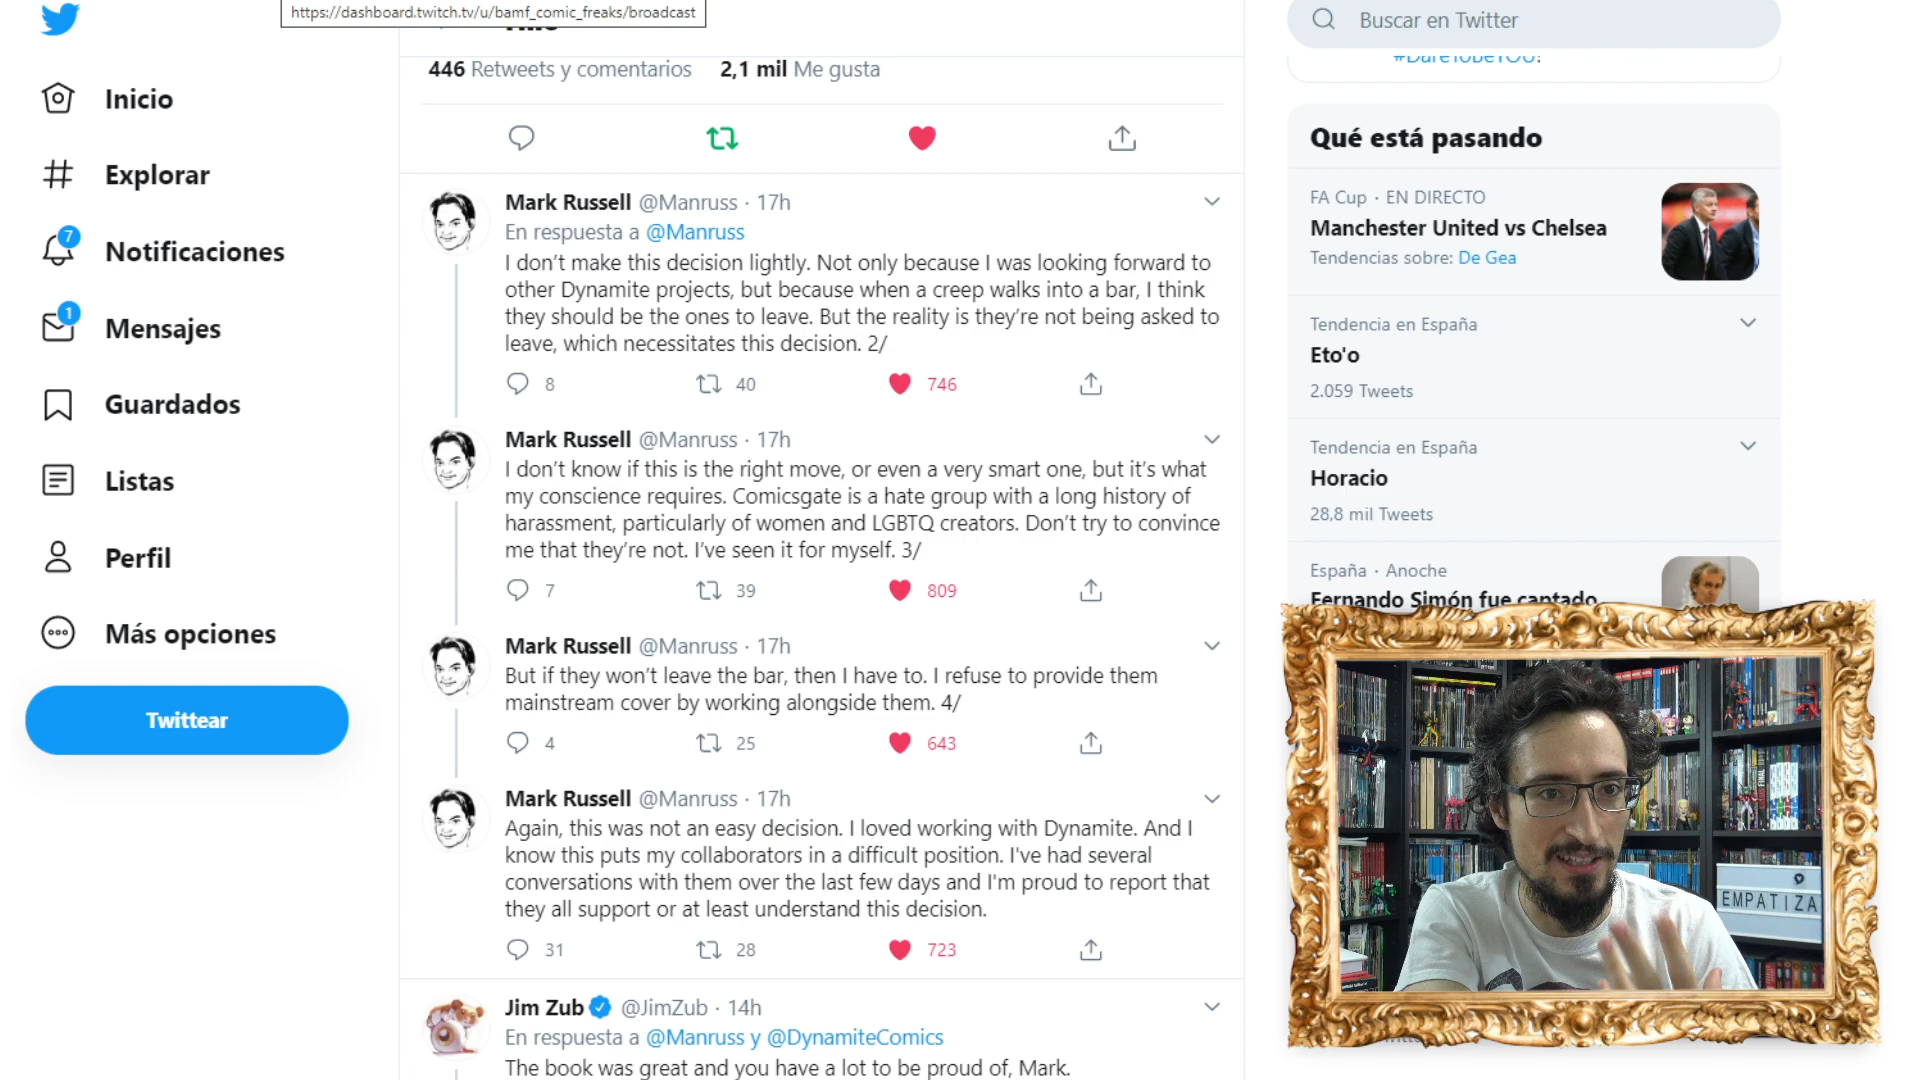 https://dashboard.twitch.tv/u/bamf_comic_freaks/broadcast
446 Retweets y comentarios 2,1 mil Me gusta
Inicio
Explorar
7
Notificaciones
1
Mensajes
Guardados
Listas
Perfil
Más opciones
Twittear
Mark Russell @Manruss · 17h
En respuesta a @Manruss
I don’t make this decision lightly. Not only because I was looking forward to
other Dynamite projects, but because when a creep walks into a bar, I think
they should be the ones to leave. But the reality is they’re not being asked to
leave, which necessitates this decision. 2/
8 40 746
Mark Russell @Manruss · 17h
I don’t know if this is the right move, or even a very smart one, but it’s what
my conscience requires. Comicsgate is a hate group with a long history of
harassment, particularly of women and LGBTQ creators. Don’t try to convince
me that they’re not. I’ve seen it for myself. 3/
7 39 809
Mark Russell @Manruss · 17h
But if they won’t leave the bar, then I have to. I refuse to provide them
mainstream cover by working alongside them. 4/
4 25 643
Mark Russell @Manruss · 17h
Again, this was not an easy decision. I loved working with Dynamite. And I
know this puts my collaborators in a difficult position. I've had several
conversations with them over the last few days and I'm proud to report that
they all support or at least understand this decision.
31 28 723
Jim Zub @JimZub · 14h
En respuesta a @Manruss y @DynamiteComics
The book was great and you have a lot to be proud of, Mark.
Buscar en Twitter
#DareToBeYOU!
Qué está pasando
FA Cup · EN DIRECTO
Manchester United vs Chelsea
Tendencias sobre: De Gea
Tendencia en España
Eto'o
2.059 Tweets
Tendencia en España
Horacio
28,8 mil Tweets
España · Anoche
Fernando Simón fue captado
EMPATIZA